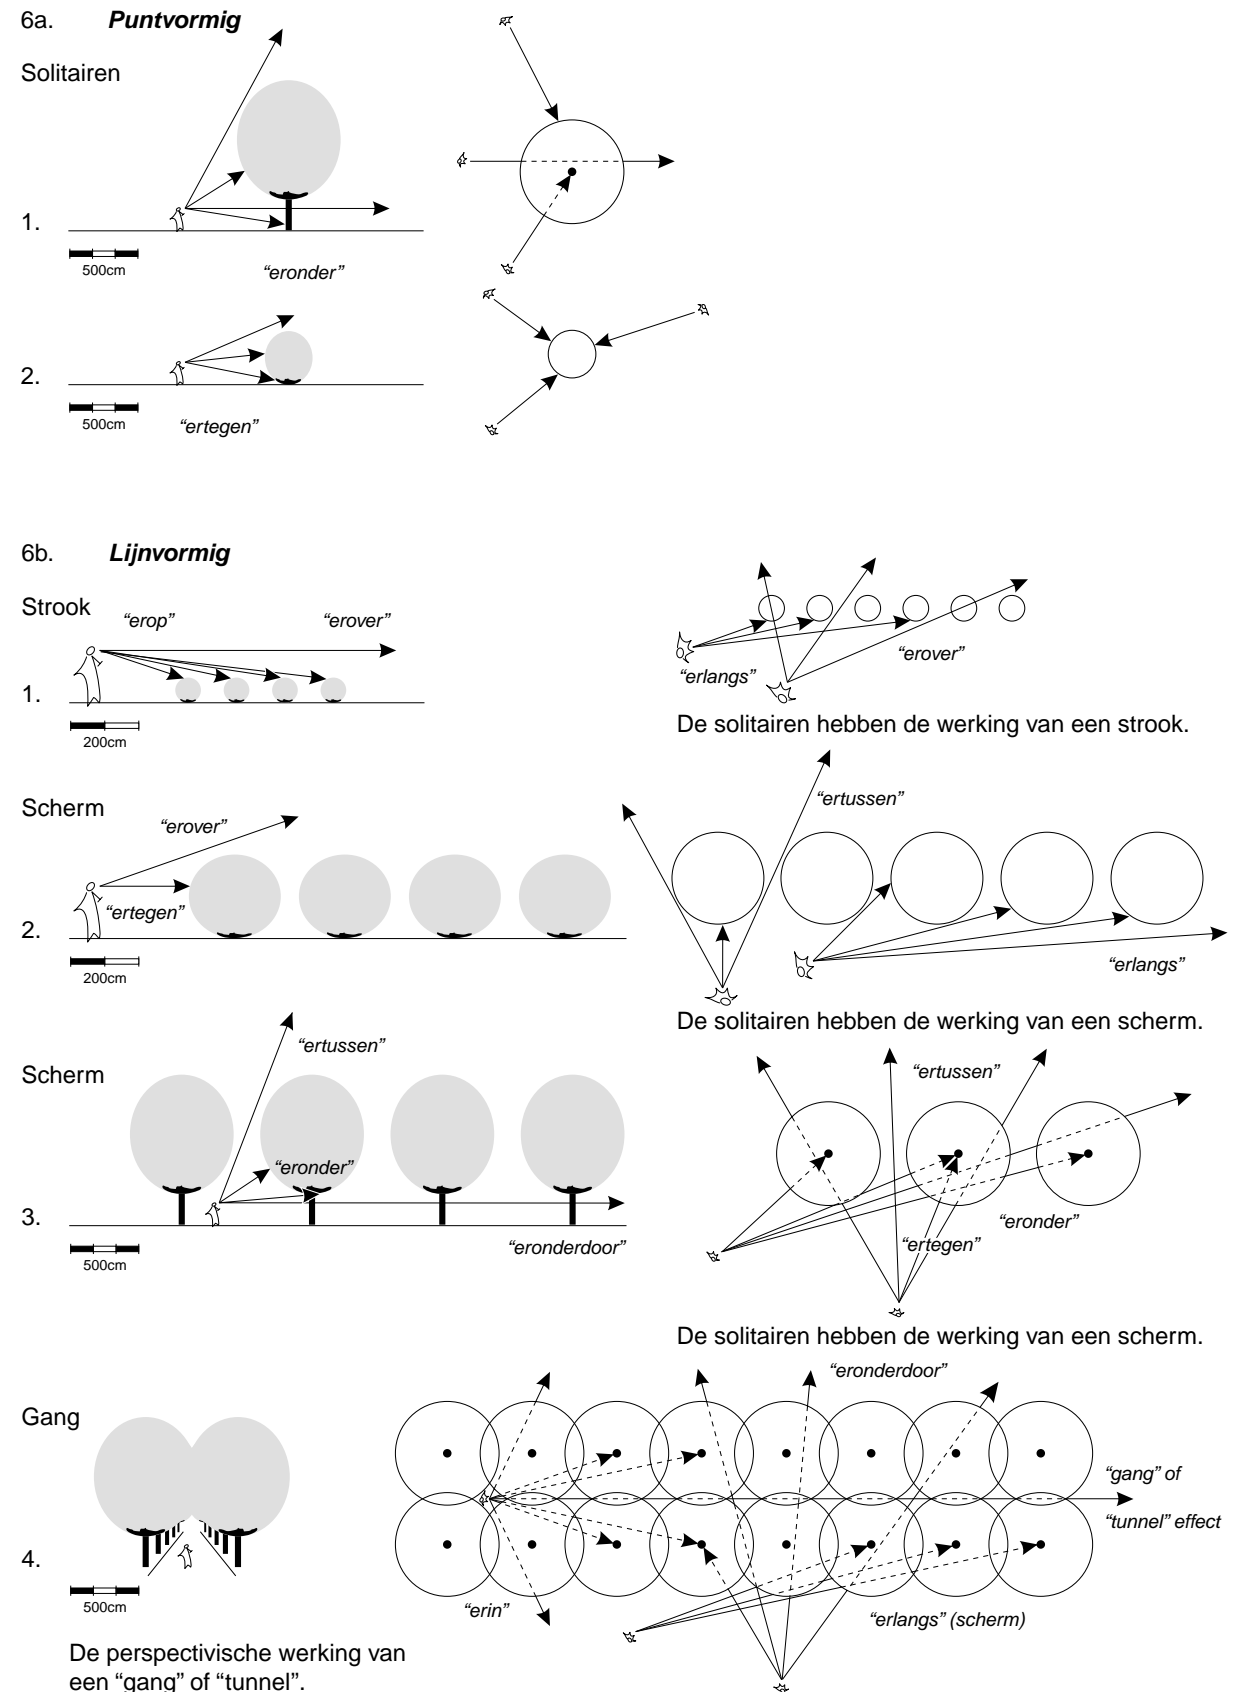 6a. Puntvormig
Solitairen
1.
500cm
“eronder”
2.
500cm
“ertegen”
6b. Lijnvormig
Strook
“erop”
“erover”
1.
200cm
“erlangs”
“erover”
De solitairen hebben de werking van een strook.
Scherm
“erover”
“ertegen”
2.
200cm
“ertussen”
“erlangs”
De solitairen hebben de werking van een scherm.
Scherm
“ertussen”
“eronder”
3.
500cm
“eronderdoor”
“ertussen”
“eronder”
“ertegen”
De solitairen hebben de werking van een scherm.
Gang
4.
500cm
De perspectivische werking van
een “gang” of “tunnel”.
“eronderdoor”
“gang” of
“tunnel” effect
“erin”
“erlangs” (scherm)